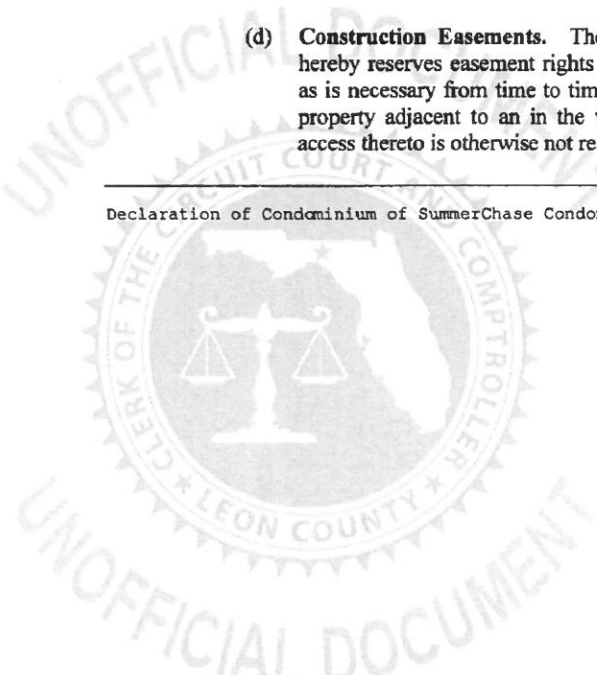 (d) Construction Easements. The
hereby reserves easement rights
as is necessary from time to tim
property adjacent to an in the
access thereto is otherwise not re
Declaration of Condominium of SummerChase Condo
UNOFFICIAL DOCUMENT
CLERK OF THE CIRCUIT COURT AND COMPTROLLER
LEON COUNTY
UNOFFICIAL DOCUMENT